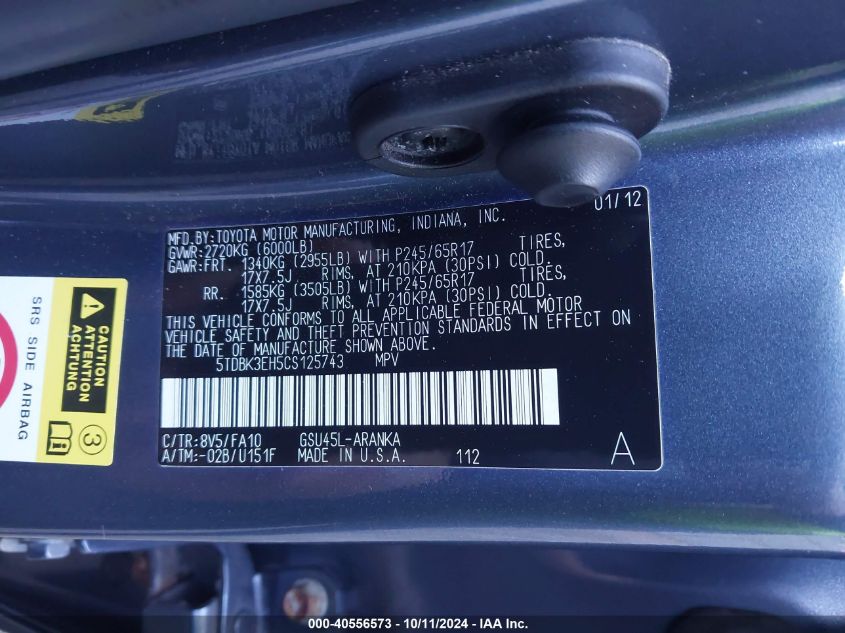 01/12
MFD.BY:TOYOTA MOTOR MANUFACTURING, INDIANA, INC.
GVWR:2720KG (6000LB)
GAWR:FRT. 1340KG (2955LB) WITH P245/65R17 TIRES,
17X7.5J RIMS, AT 210KPA (30PSI) COLD.
RR. 1585KG (3505LB) WITH P245/65R17 TIRES,
17X7.5J RIMS, AT 210KPA (30PSI) COLD.
THIS VEHICLE CONFORMS TO ALL APPLICABLE FEDERAL MOTOR
VEHICLE SAFETY AND THEFT PREVENTION STANDARDS IN EFFECT ON
THE DATE OF MANUFACTURE SHOWN ABOVE.
5TDBK3EH5CS125743 MPV
C/TR:8V5/FA10 GSU45L-ARANKA
A/TM:-02B/U151F MADE IN U.S.A. 112 A
SRS SIDE AIRBAG
CAUTION
ATTENTION
ACHTUNG
i
3
000-40556573 - 10/11/2024 - IAA Inc.